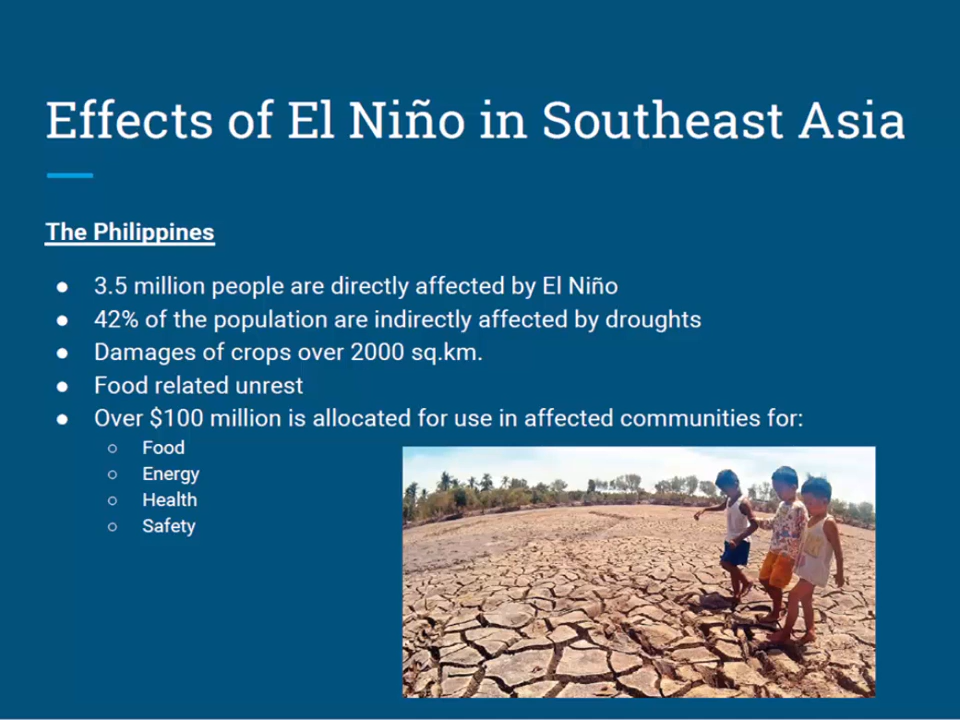 Effects of El Niño in Southeast Asia
The Philippines
● 3.5 million people are directly affected by El Niño
● 42% of the population are indirectly affected by droughts
● Damages of crops over 2000 sq.km.
● Food related unrest
● Over $100 million is allocated for use in affected communities for:
○ Food
○ Energy
○ Health
○ Safety